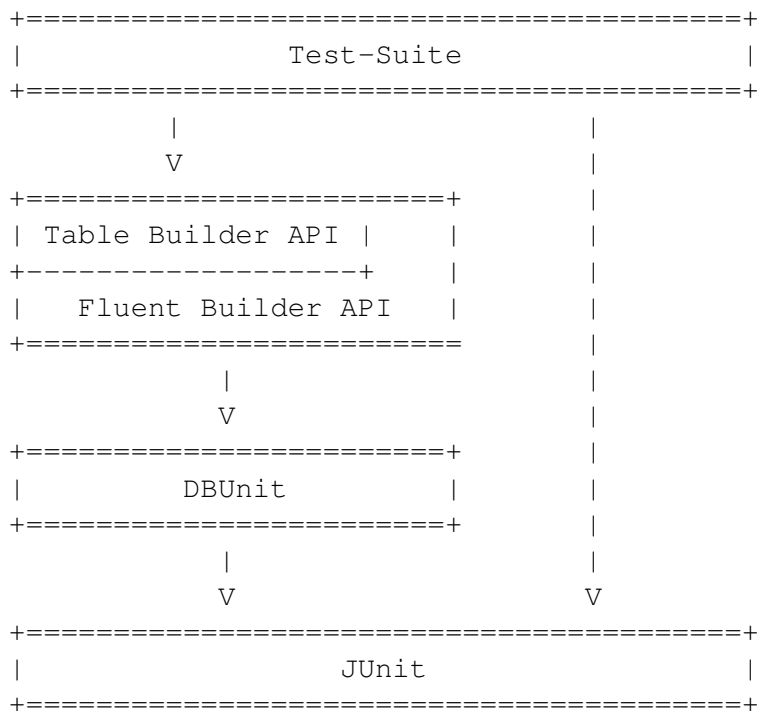 +=========================================+
|               Test-Suite                |
+=========================================+
         |                       |
         V                       |
+========================+       |
| Table Builder API |    |       |
+-------------------+    |       |
|   Fluent Builder API   |       |
+=========================       |
            |                    |
            V                    |
+========================+       |
|         DBUnit         |       |
+========================+       |
            |                    |
            V                    V
+=========================================+
|                  JUnit                  |
+=========================================+